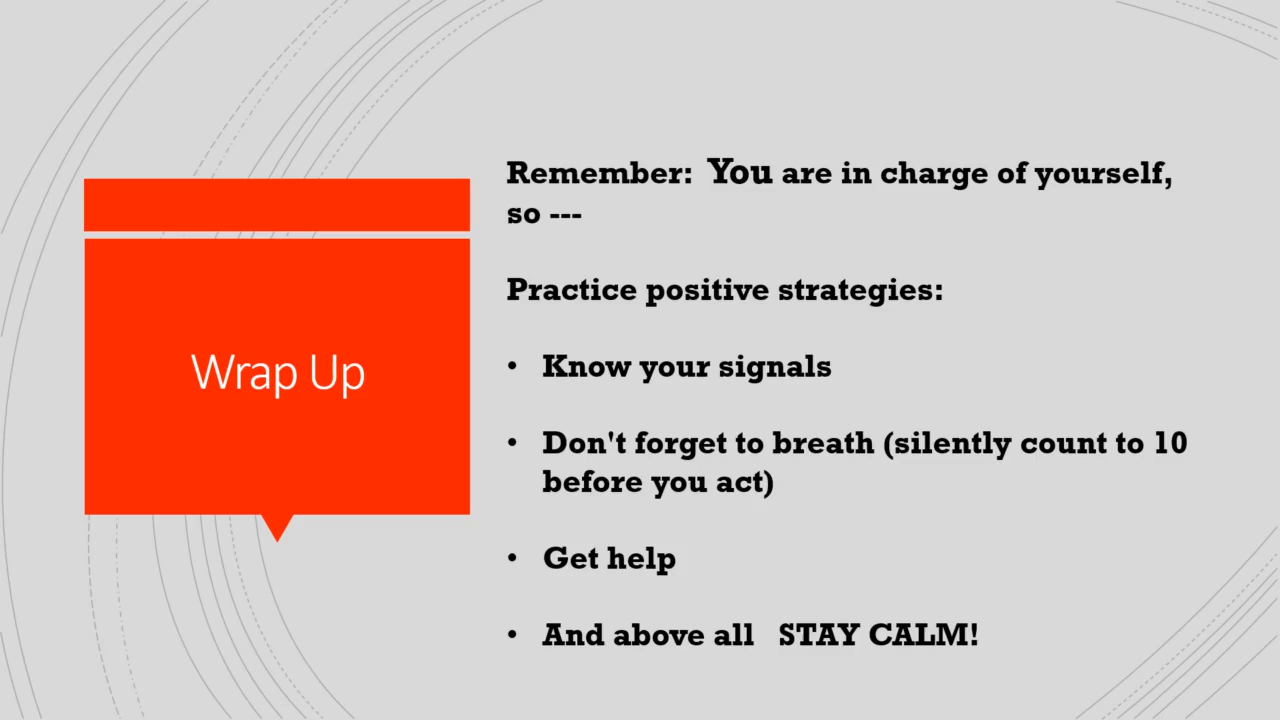 Wrap Up
Remember:  You are in charge of yourself,
so ---
Practice positive strategies:
• Know your signals
• Don't forget to breath (silently count to 10
before you act)
• Get help
• And above all   STAY CALM!